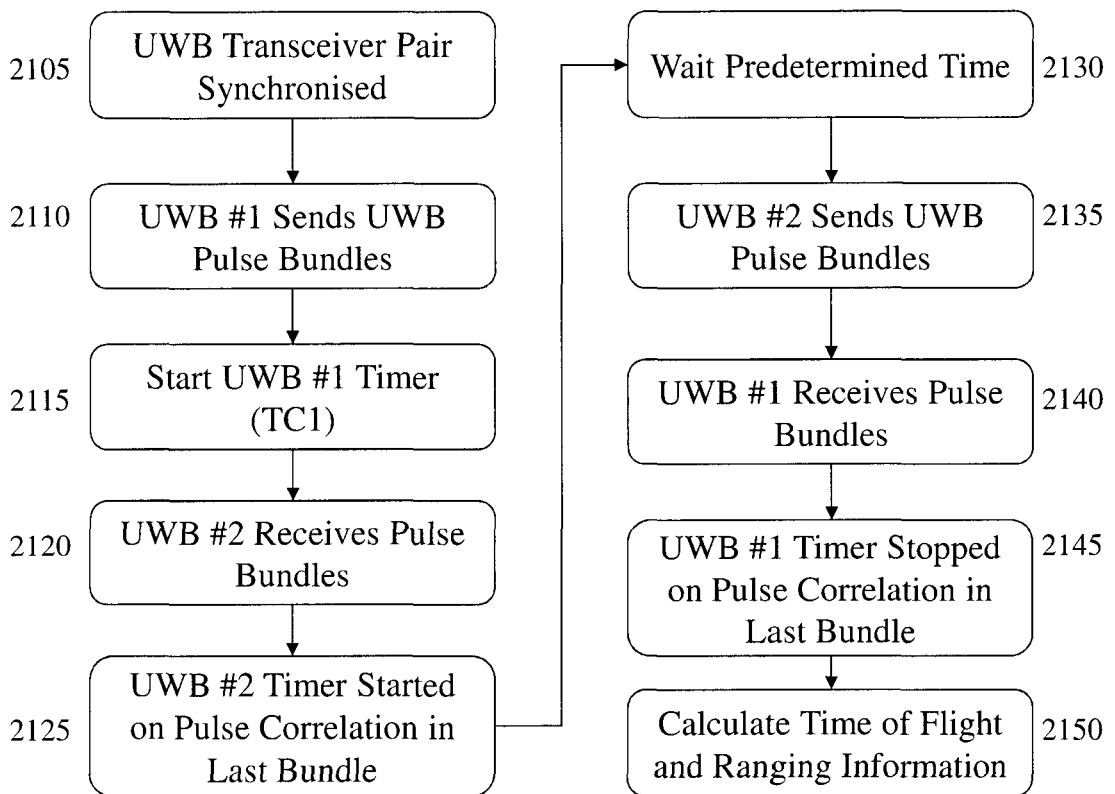 2105
UWB Transceiver Pair
Synchronised
2110
UWB #1 Sends UWB
Pulse Bundles
2115
Start UWB #1 Timer
(TC1)
2120
UWB #2 Receives Pulse
Bundles
2125
UWB #2 Timer Started
on Pulse Correlation in
Last Bundle
Wait Predetermined Time
2130
UWB #2 Sends UWB
Pulse Bundles
2135
UWB #1 Receives Pulse
Bundles
2140
UWB #1 Timer Stopped
on Pulse Correlation in
Last Bundle
2145
Calculate Time of Flight
and Ranging Information
2150